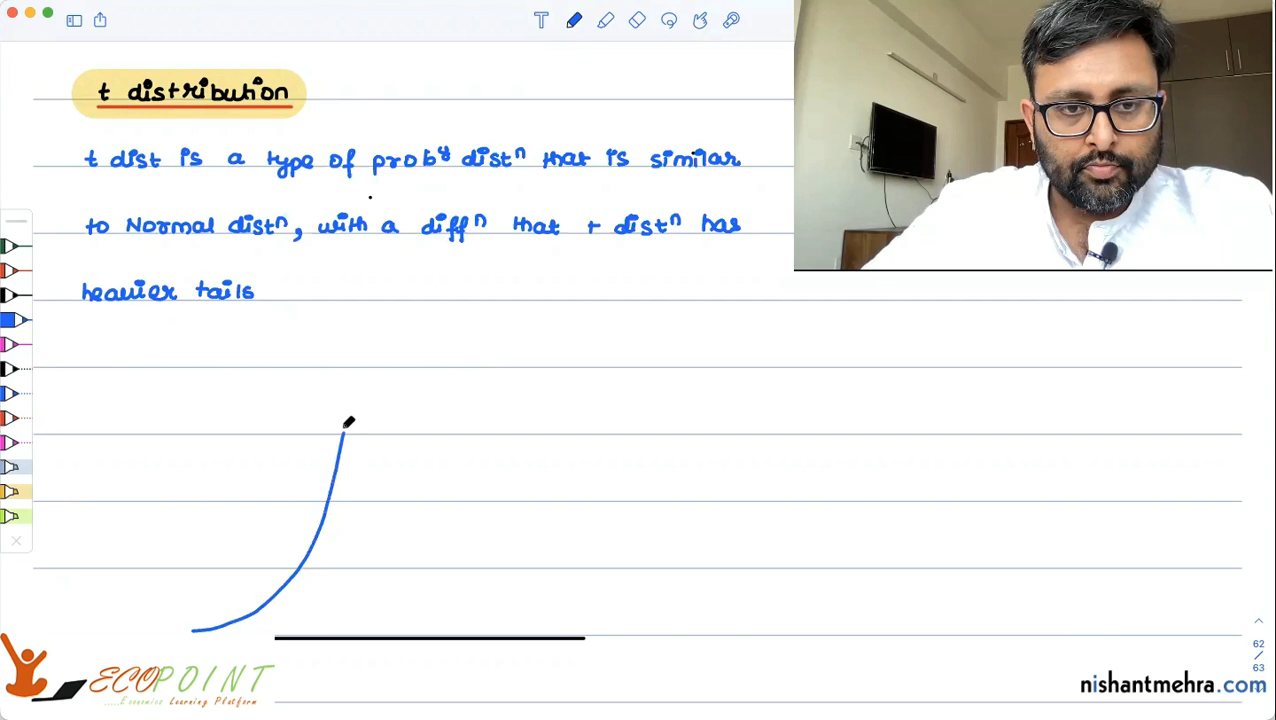 t distribution
t dist is a type of probʸ distⁿ that is similar
to Normal distⁿ, with a diffⁿ that t distⁿ has
heavier tails
62
/
63
ECOPOINT
.....Economics Learning Platform
nishantmehra.com